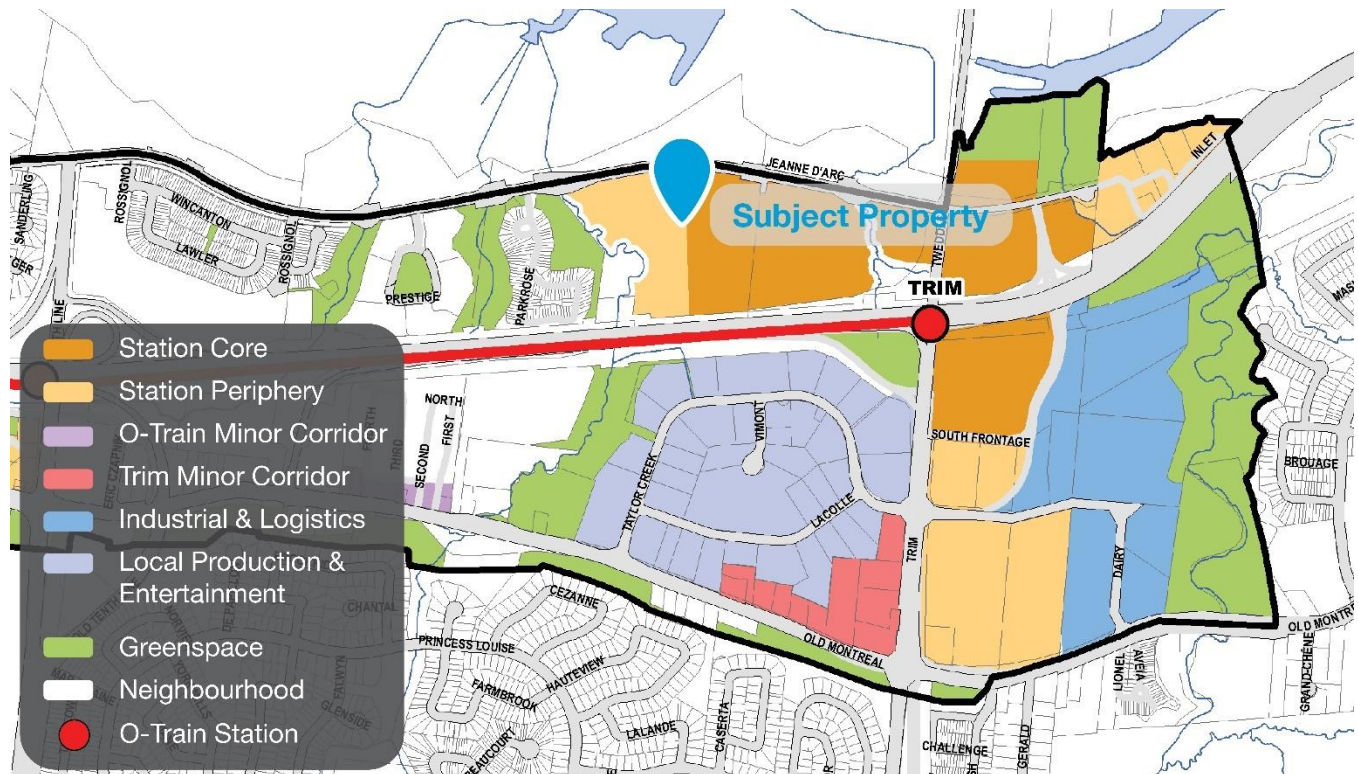 JEANNE D'ARC
INLET
Subject Property
ROSSIGNOL
WINCANTON
LAWLER
ROSSIGNOL
SANDERLING
PRESTIGE
PARKROSE
TRIM
Station Core
Station Periphery
O-Train Minor Corridor
Trim Minor Corridor
Industrial & Logistics
Local Production &
Entertainment
Greenspace
Neighbourhood
O-Train Station
NORTH
FIRST
SECOND
THIRD
VIMONT
TAYLOR CREEK
LACOLLE
SOUTH FRONTAGE
TRIM
DAIRY
BROUAGE
OLD MONTREAL
CEZANNE
PRINCESS LOUISE
HAUTEVIEW
FARMBROOK
LALANDE
CASERTA
CHANTAL
GLENSIDE
CHALLENGE
GERALD
LIONEL
AVEIA
GRAND-CHÊNE